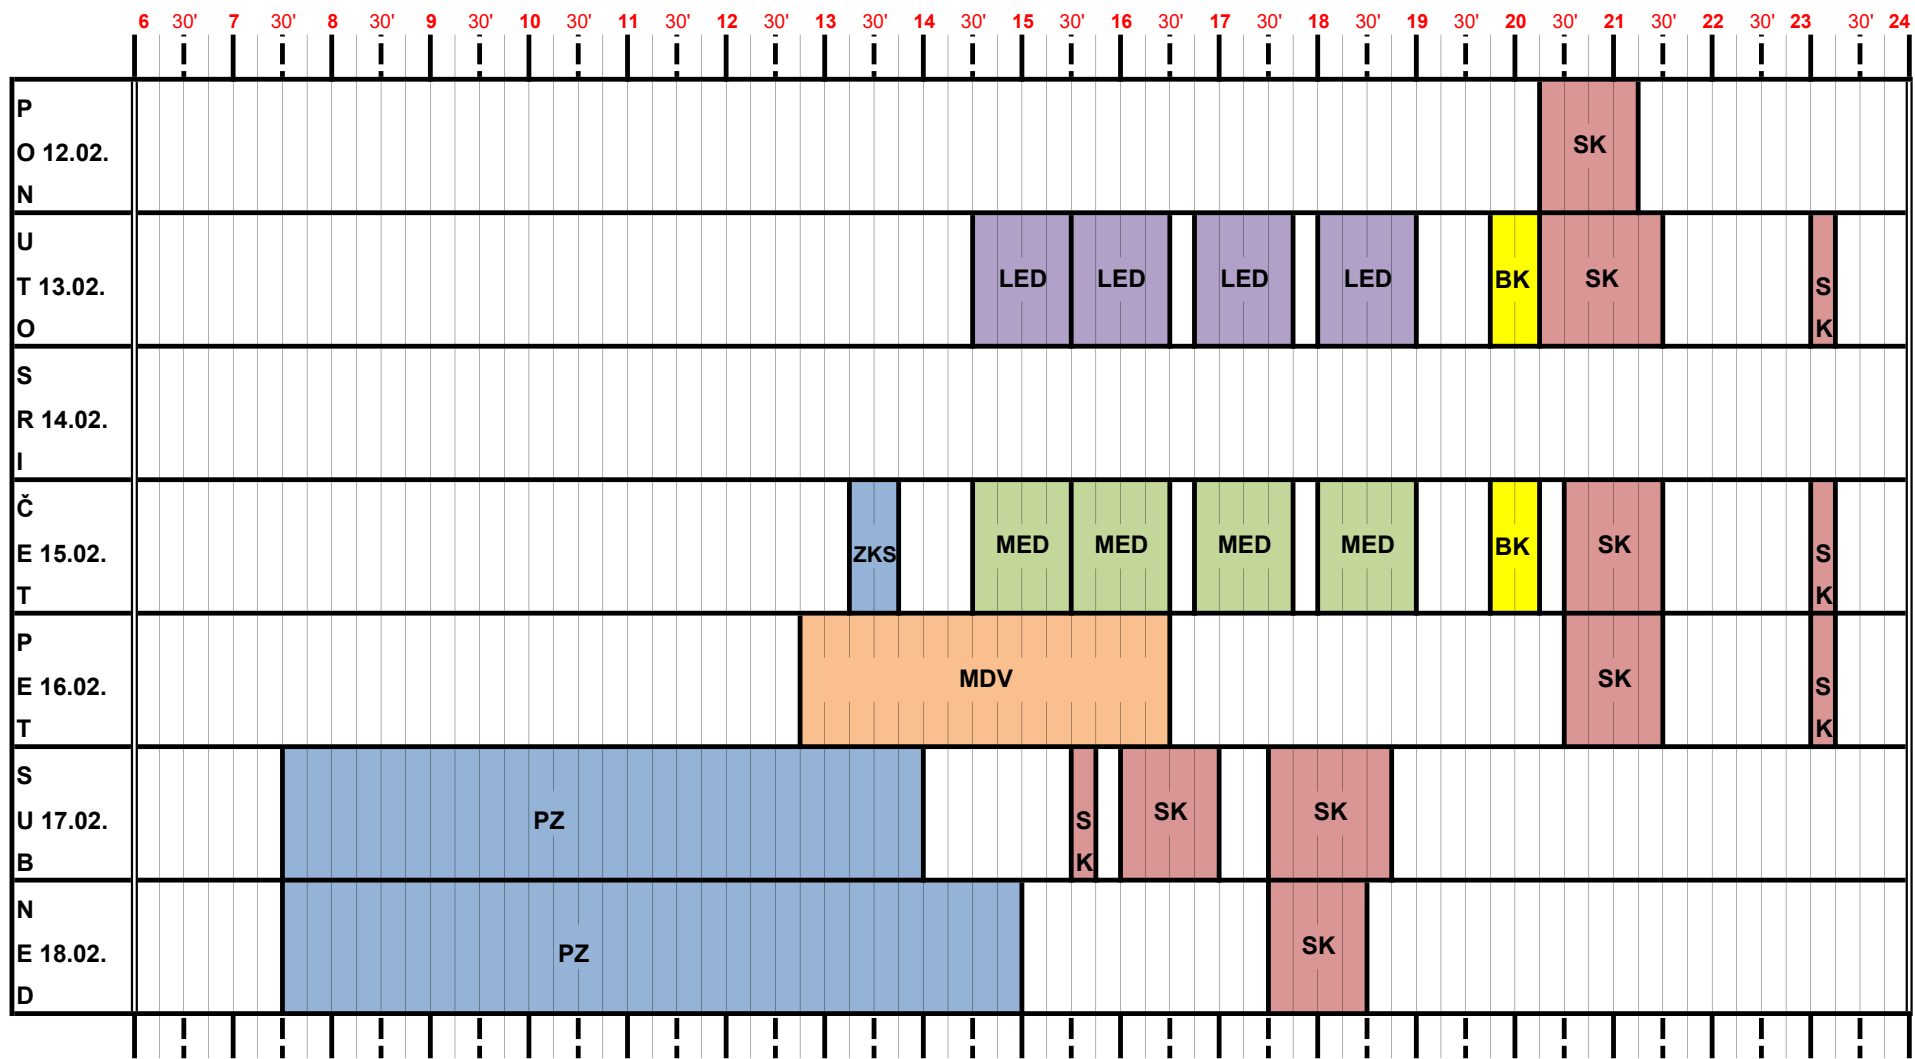 6 30' 7 30' 8 30' 9 30' 10 30' 11 30' 12 30' 13 30' 14 30' 15 30' 16 30' 17 30' 18 30' 19 30' 20 30' 21 30' 22 30' 23 30' 24
P
O 12.02.
N
SK
U
T 13.02.
O
LED LED LED LED BK SK
S
K
S
R 14.02.
I
Č
E 15.02.
T
ZKS MED MED MED MED BK SK
S
K
P
E 16.02.
T
MDV SK
S
K
S
U 17.02.
B
PZ
S
K
SK SK
N
E 18.02.
D
PZ SK